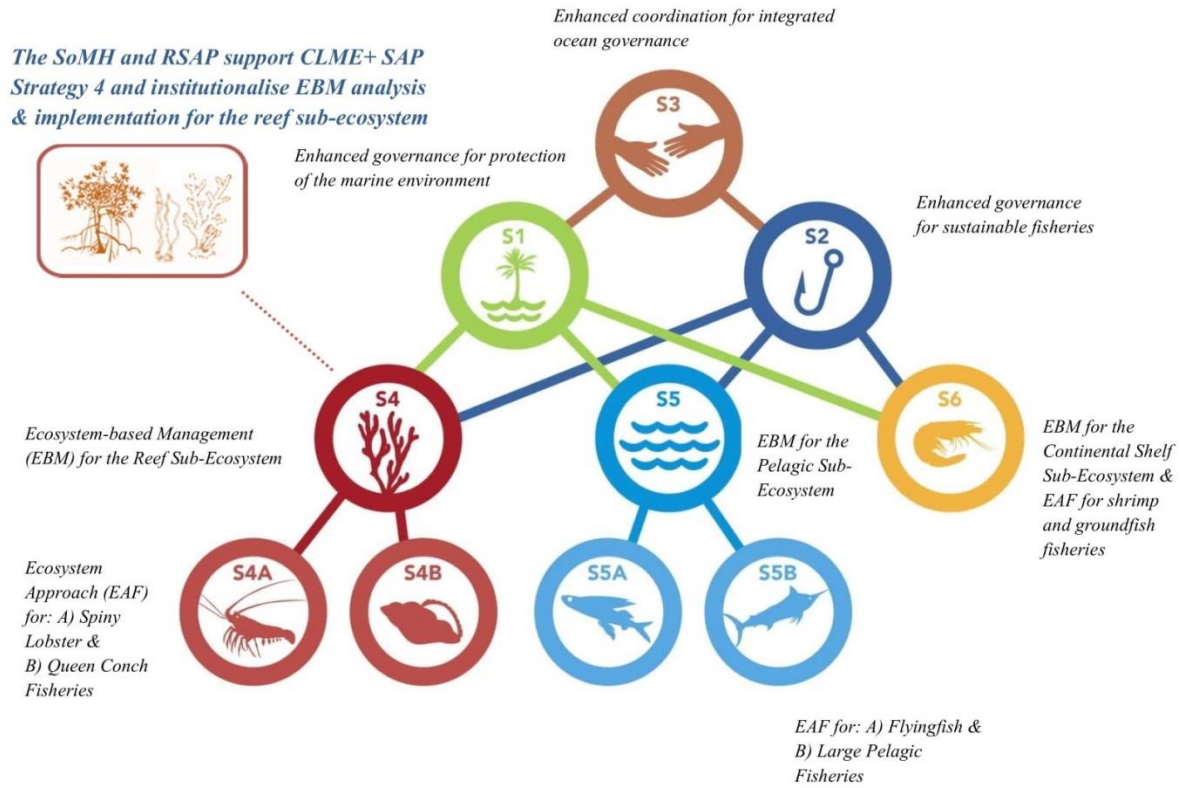 Enhanced coordination for integrated
ocean governance
The SoMH and RSAP support CLME+ SAP
Strategy 4 and institutionalise EBM analysis
& implementation for the reef sub-ecosystem
S3
Enhanced governance for protection
of the marine environment
Enhanced governance
for sustainable fisheries
S1
S2
S4
S5
S6
Ecosystem-based Management
(EBM) for the Reef Sub-Ecosystem
EBM for the
Pelagic Sub-
Ecosystem
EBM for the
Continental Shelf
Sub-Ecosystem &
EAF for shrimp
and groundfish
fisheries
Ecosystem
Approach (EAF)
for: A) Spiny
Lobster &
B) Queen Conch
Fisheries
S4A
S4B
S5A
S5B
EAF for: A) Flyingfish &
B) Large Pelagic
Fisheries